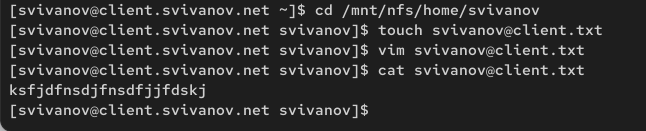 [svivanov@client.svivanov.net ~]$ cd /mnt/nfs/home/svivanov
[svivanov@client.svivanov.net svivanov]$ touch svivanov@client.txt
[svivanov@client.svivanov.net svivanov]$ vim svivanov@client.txt
[svivanov@client.svivanov.net svivanov]$ cat svivanov@client.txt
ksfjdfnsdjfnsdfjjfdskj
[svivanov@client.svivanov.net svivanov]$